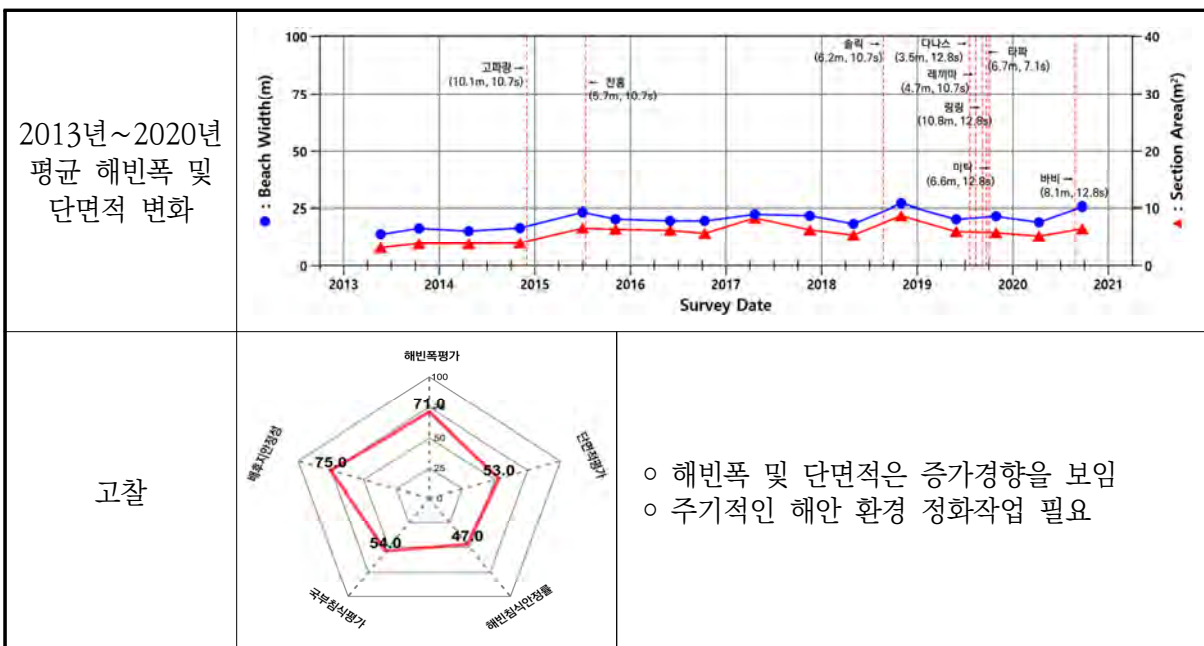 2013년~2020년
평균 해빈폭 및
단면적 변화
● : Beach Width(m)
100
75
50
25
0
고파쿵 →
(10.1m, 10.7s)
← 찬홈
(5.7m, 10.7s)
솔릭 →
(6.2m, 10.7s)
다나스 →
(3.5m, 12.8s)
레끼마 →
(4.7m, 10.7s)
링링 →
(10.8m, 12.8s)
← 타파
(6.7m, 7.1s)
미탁 →
(6.6m, 12.8s)
바비 →
(8.1m, 12.8s)
40
30
20
10
0
▲ : Section Area(m²)
2013 2014 2015 2016 2017 2018 2019 2020 2021
Survey Date
고찰
해빈폭평가
100
71.0
50
25
0
배후지안정성
75.0
단면적평가
53.0
54.0
47.0
국부침식평가
해빈침식안정률
○ 해빈폭 및 단면적은 증가경향을 보임
○ 주기적인 해안 환경 정화작업 필요